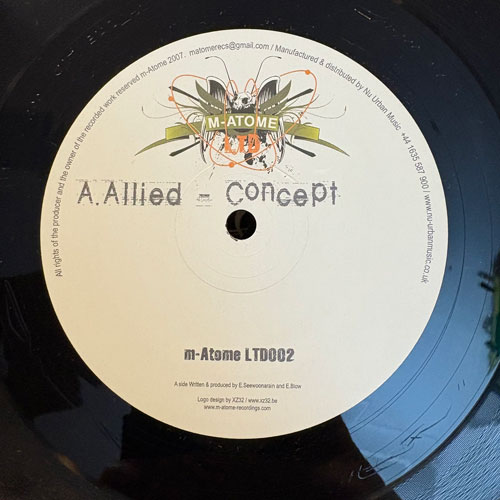 All rights of the producer and the owner of the recorded work reserved m-Atome 2007. matomerecs@gmail.com / Manufactured & distributed by Nu Urban Music +44 1635 587 900 / www.nu-urbanmusic.co.uk
M-ATOME
LTD
A.Allied - Concept
m-Atome LTD002
A side Written & produced by E.Seewoonarain and E.Blow
Logo design by XZ32 / www.xz32.be
www.m-atome-recordings.com